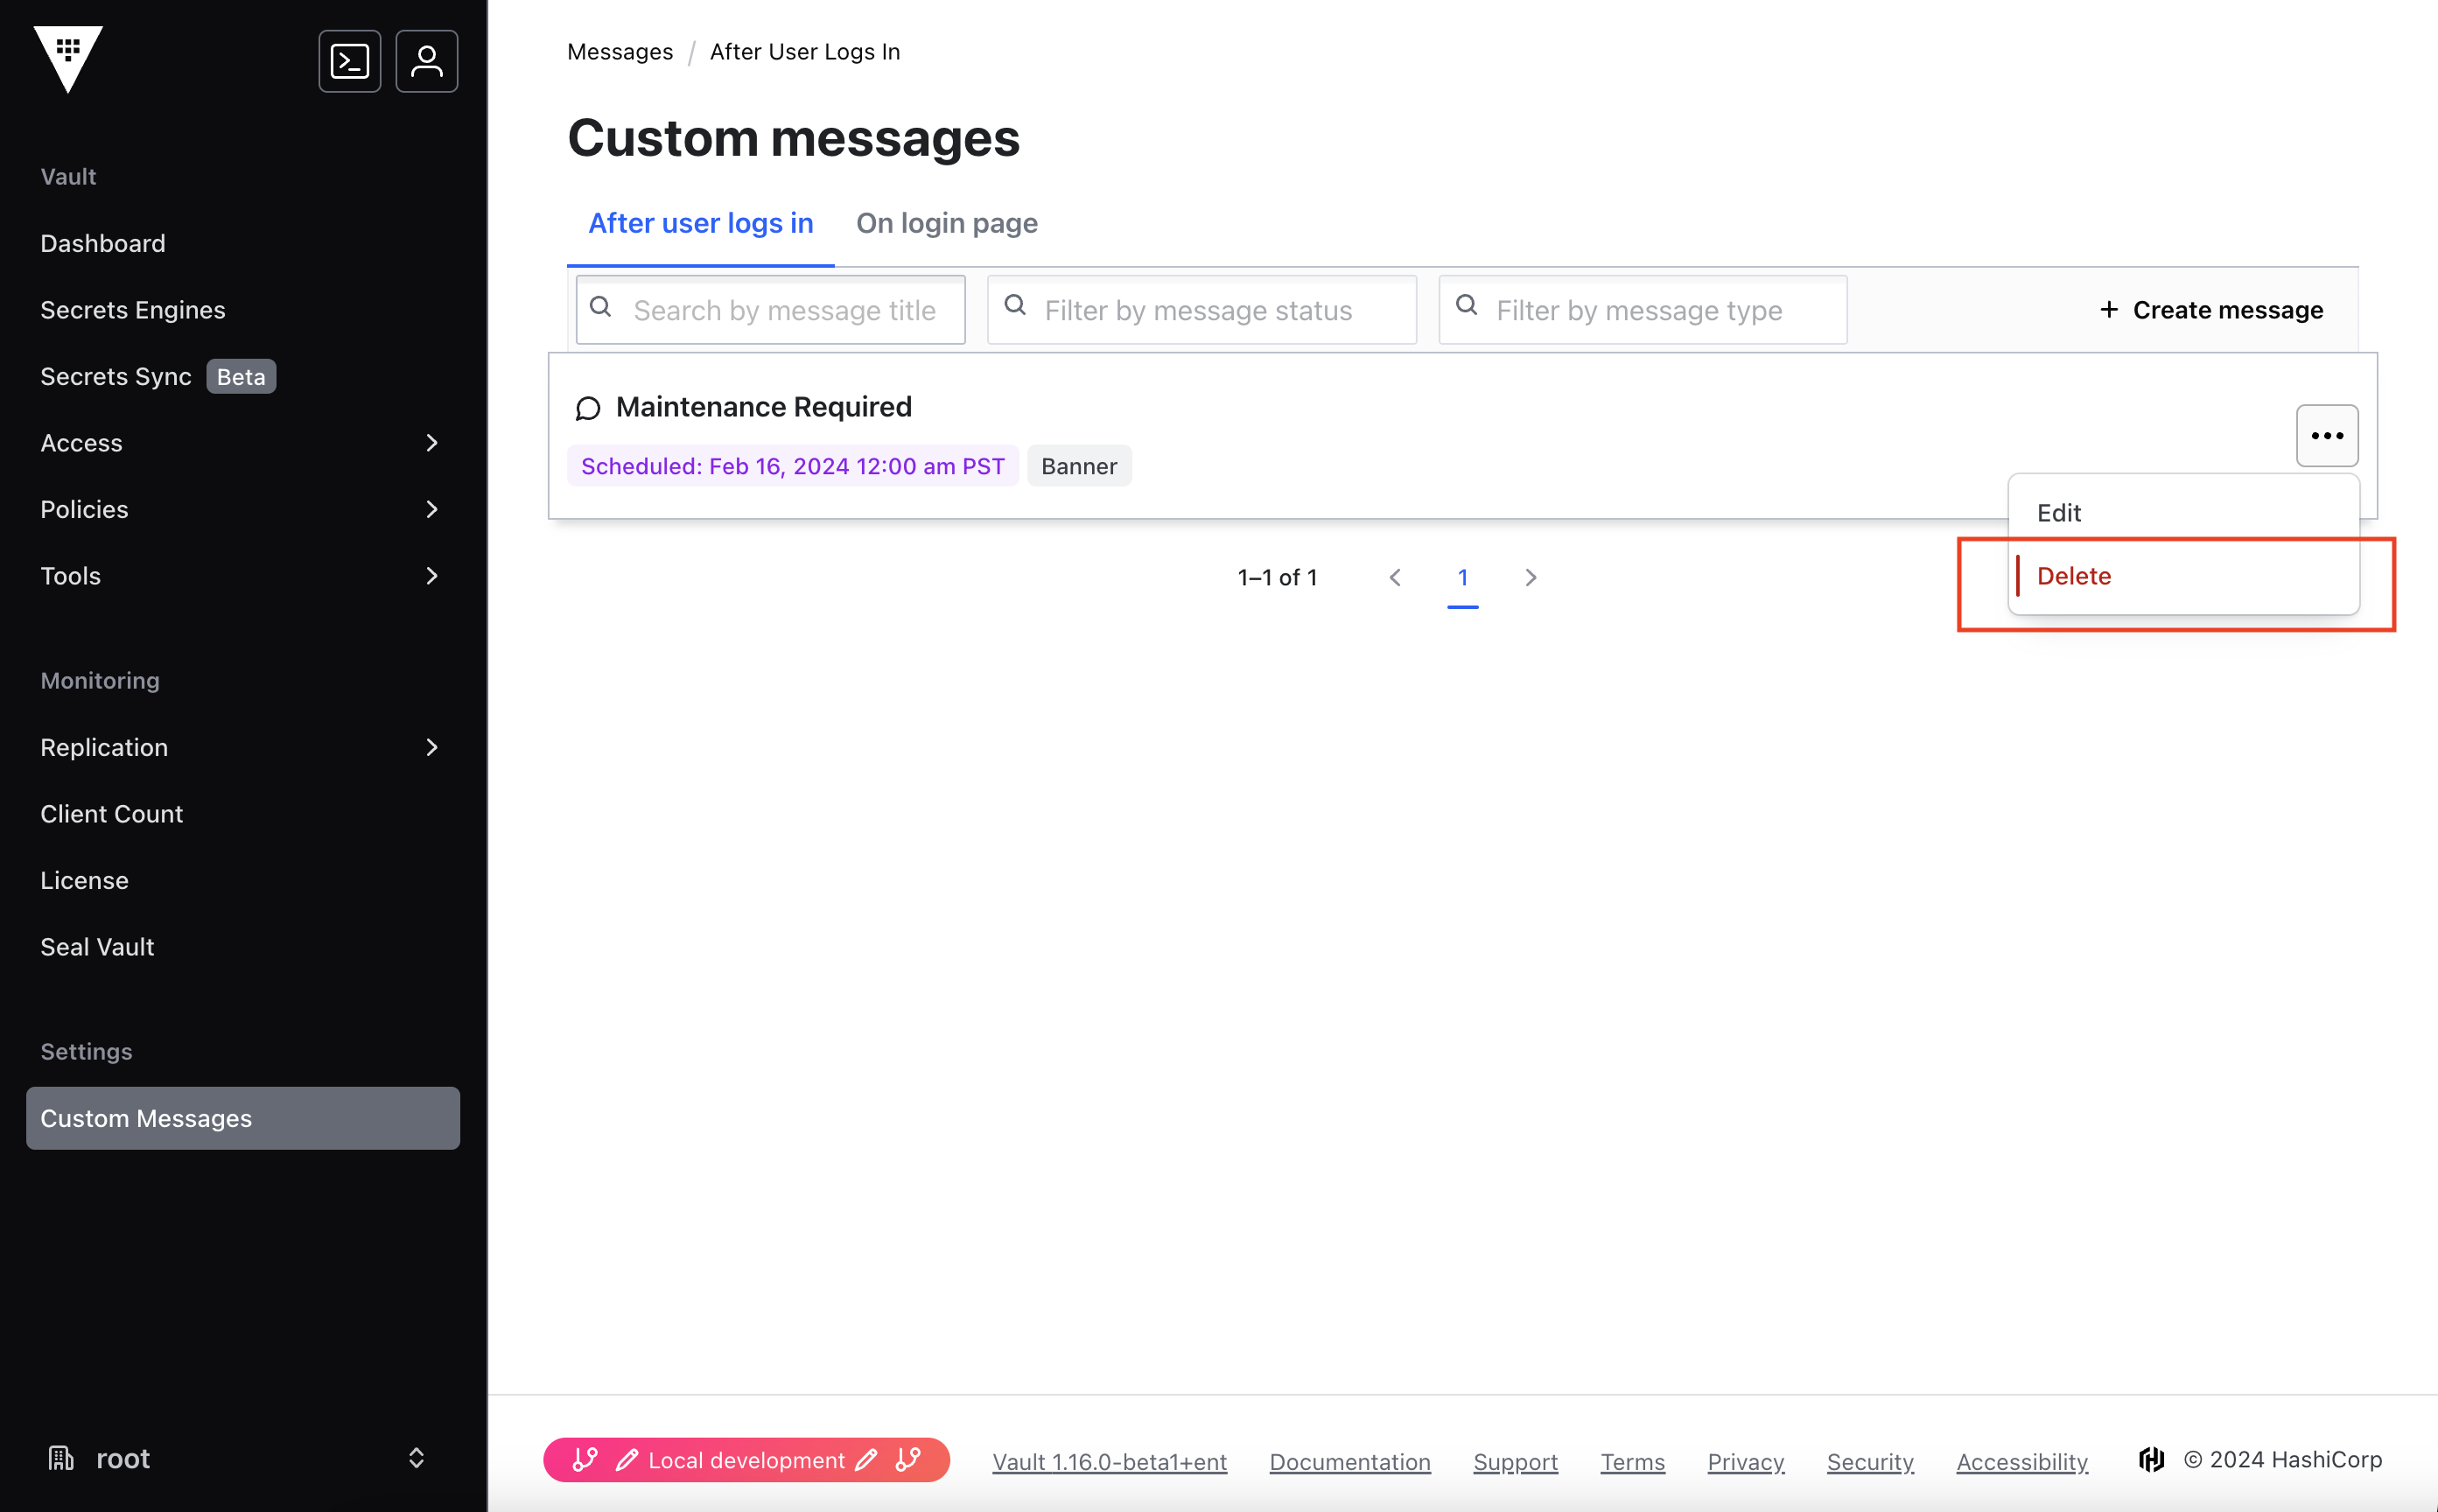 Vault
Dashboard
Secrets Engines
Secrets Sync Beta
Access
Policies
Tools
Monitoring
Replication
Client Count
License
Seal Vault
Settings
Custom Messages
root
Messages / After User Logs In
Custom messages
After user logs in On login page
Search by message title Filter by message status Filter by message type + Create message
Maintenance Required
Scheduled: Feb 16, 2024 12:00 am PST Banner
Edit
Delete
1–1 of 1 1
Local development Vault 1.16.0-beta1+ent Documentation Support Terms Privacy Security Accessibility © 2024 HashiCorp